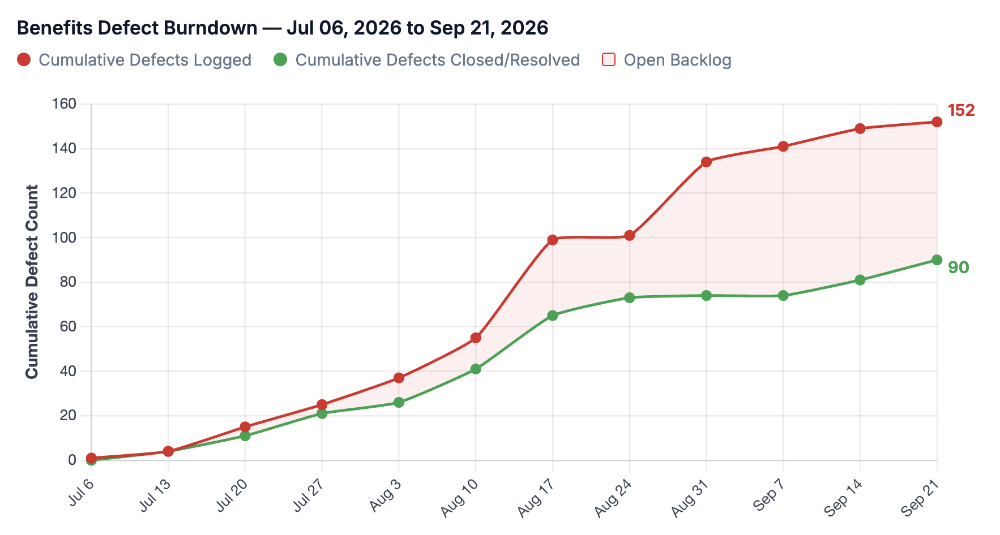 Benefits Defect Burndown — Jul 06, 2026 to Sep 21, 2026
Cumulative Defects Logged Cumulative Defects Closed/Resolved Open Backlog
Cumulative Defect Count
160
140
120
100
80
60
40
20
0
152
90
Jul 6 Jul 13 Jul 20 Jul 27 Aug 3 Aug 10 Aug 17 Aug 24 Aug 31 Sep 7 Sep 14 Sep 21